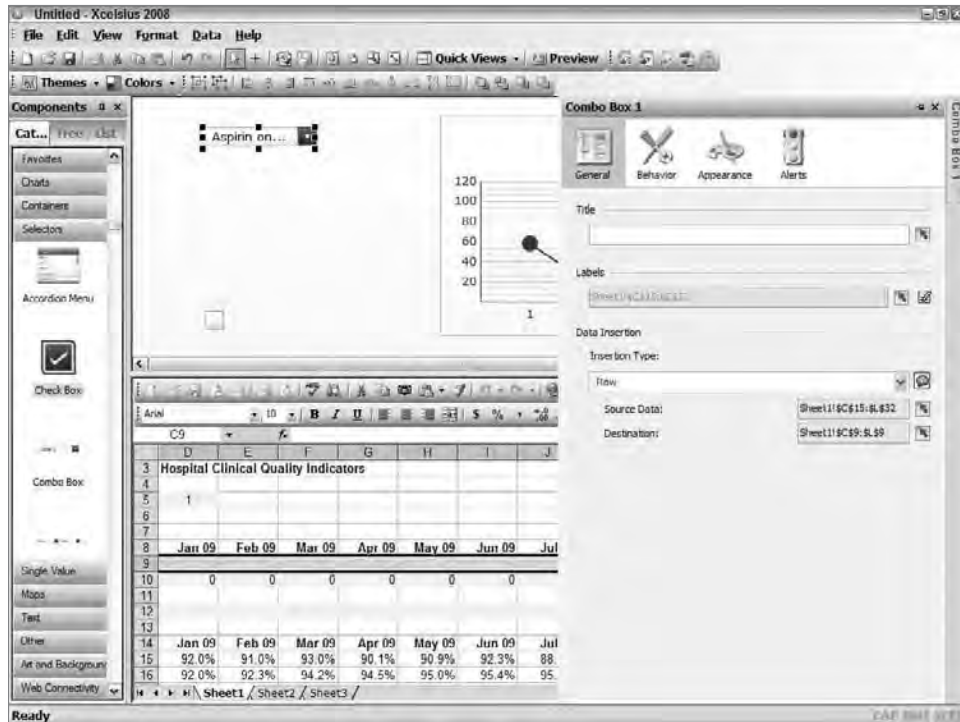 Untitled - Xcelsius 2008
File Edit View Format Data Help
Quick Views Preview
Themes Colors
Components
Cat... Tree List
Favorites
Charts
Containers
Selectors
Accordion Menu
Check Box
Combo Box
Single Value
Maps
Text
Other
Art and Background
Web Connectivity
Aspirin on...
120
100
80
60
40
20
1
Combo Box 1
General Behavior Appearance Alerts
Title
Labels
Data Insertion
Insertion Type:
Row
Source Data: Sheet1!$C$15:$L$32
Destination: Sheet1!$C$9:$L$9
Combo Box 1
Arial 10 B I U $ % ,
C9 fx
D E F G H I J
3 Hospital Clinical Quality Indicators
4
5 1
6
7
8 Jan 09 Feb 09 Mar 09 Apr 09 May 09 Jun 09 Jul
9
10 0 0 0 0 0 0
11
12
13
14 Jan 09 Feb 09 Mar 09 Apr 09 May 09 Jun 09 Jul
15 92.0% 91.0% 93.0% 90.1% 90.9% 92.3% 88.
16 92.0% 92.3% 94.2% 94.5% 95.0% 95.4% 95.
Sheet1 / Sheet2 / Sheet3 /
Ready